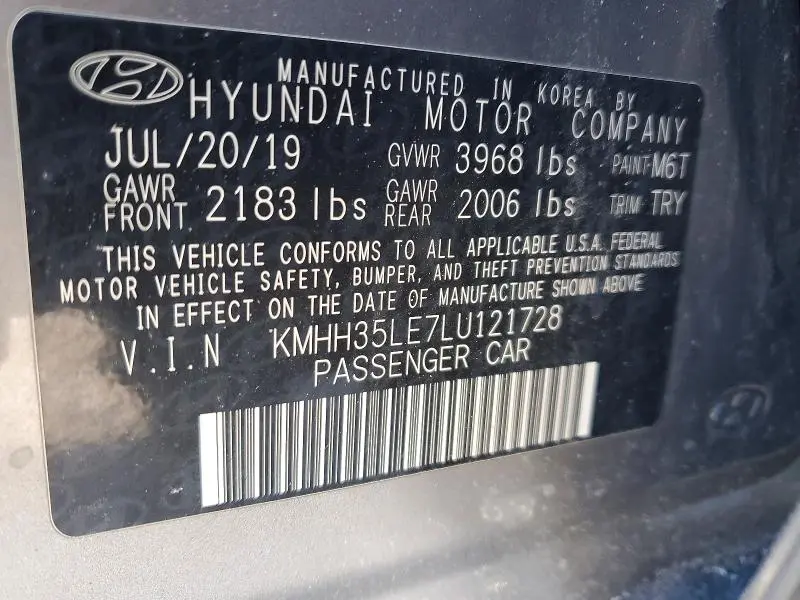 MANUFACTURED IN KOREA BY
HYUNDAI MOTOR COMPANY
JUL/20/19 GVWR 3968 lbs PAINT-M6T
GAWR FRONT 2183 lbs GAWR REAR 2006 lbs TRIM TRY
THIS VEHICLE CONFORMS TO ALL APPLICABLE U.S.A. FEDERAL
MOTOR VEHICLE SAFETY, BUMPER, AND THEFT PREVENTION STANDARDS
IN EFFECT ON THE DATE OF MANUFACTURE SHOWN ABOVE
V.I.N KMHH35LE7LU121728
PASSENGER CAR